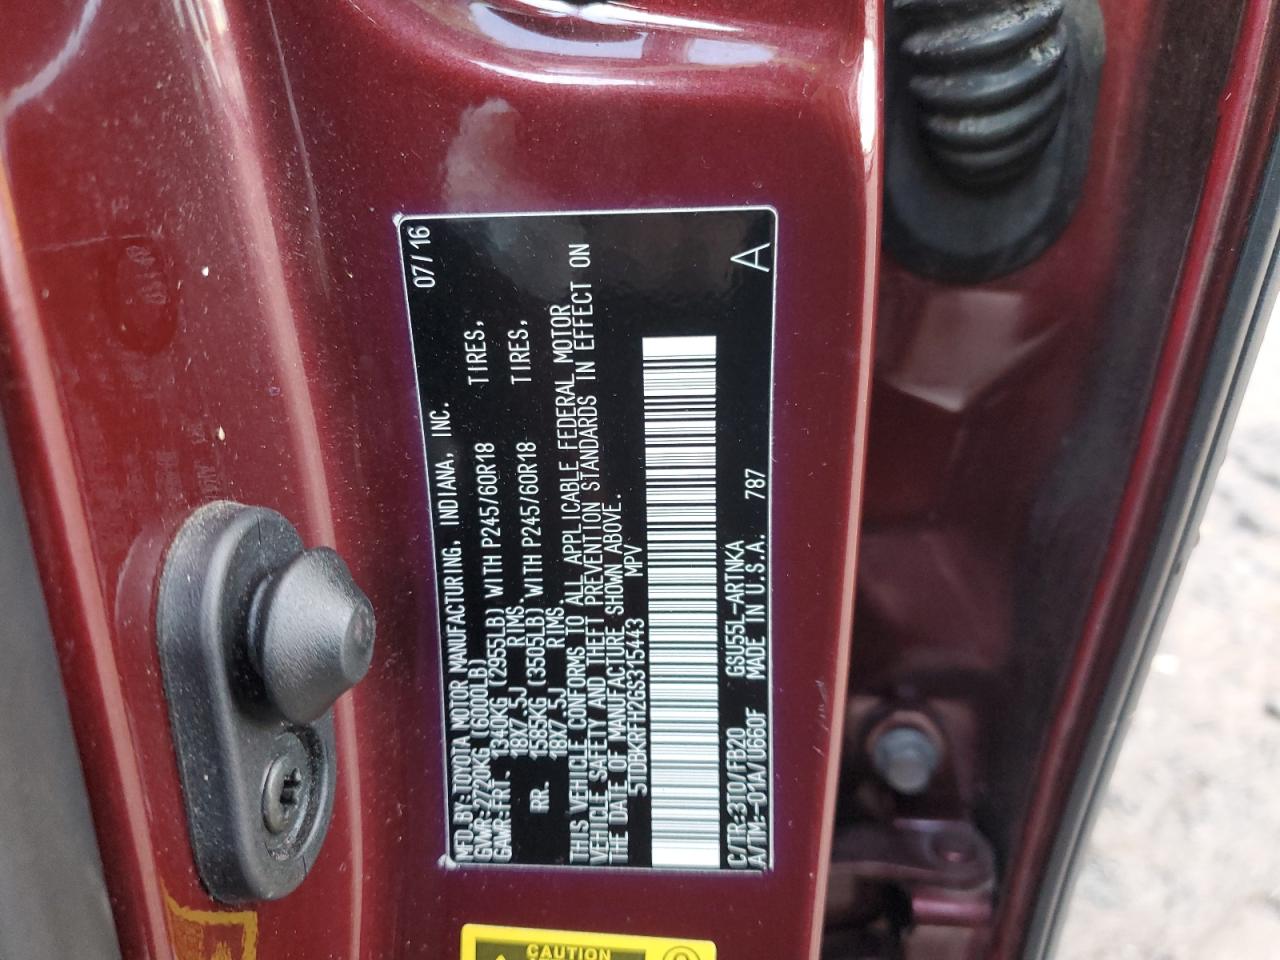 MFD.BY:TOYOTA MOTOR MANUFACTURING, INDIANA, INC. 07/16
GVWR:2720KG (6000LB)
GAWR:FRT. 1340KG (2955LB) WITH P245/60R18 TIRES,
18X7.5J RIMS.
RR. 1585KG (3505LB) WITH P245/60R18 TIRES,
18X7.5J RIMS.
THIS VEHICLE CONFORMS TO ALL APPLICABLE FEDERAL MOTOR
VEHICLE SAFETY AND THEFT PREVENTION STANDARDS IN EFFECT ON
THE DATE OF MANUFACTURE SHOWN ABOVE.
5TDBKRFH2GS315443 MPV
C/TR:3T0/FB20 GSU55L-ARTNKA
A/TM:-01A/U660F MADE IN U.S.A. 787 A
CAUTION